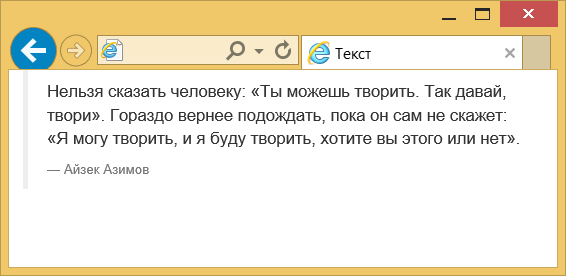 Текст
Нельзя сказать человеку: «Ты можешь творить. Так давай,
твори». Гораздо вернее подождать, пока он сам не скажет:
«Я могу творить, и я буду творить, хотите вы этого или нет».
— Айзек Азимов